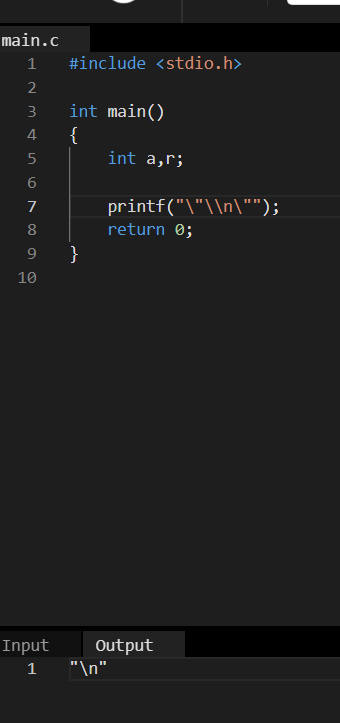 main.c
1 #include <stdio.h>
2
3 int main()
4 {
5 int a,r;
6
7 printf("\"\\n\"");
8 return 0;
9 }
10
Input Output
1 "\n"